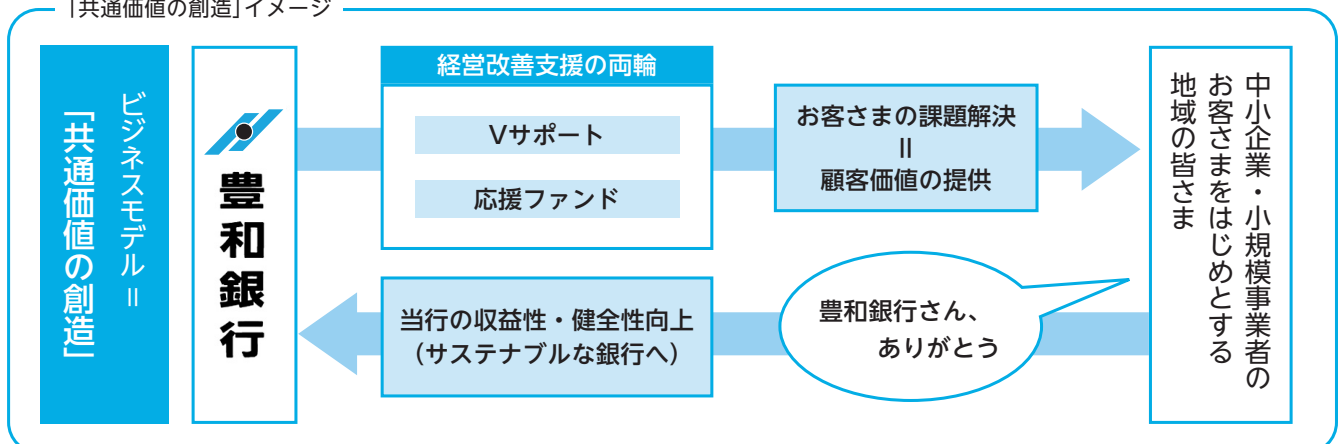 「共通価値の創造」イメージ
ビジネスモデル＝
「共通価値の創造」
豊和銀行
経営改善支援の両輪
Vサポート
応援ファンド
お客さまの課題解決
＝
顧客価値の提供
中小企業・小規模事業者の
お客さまをはじめとする
地域の皆さま
豊和銀行さん、
ありがとう
当行の収益性・健全性向上
（サステナブルな銀行へ）